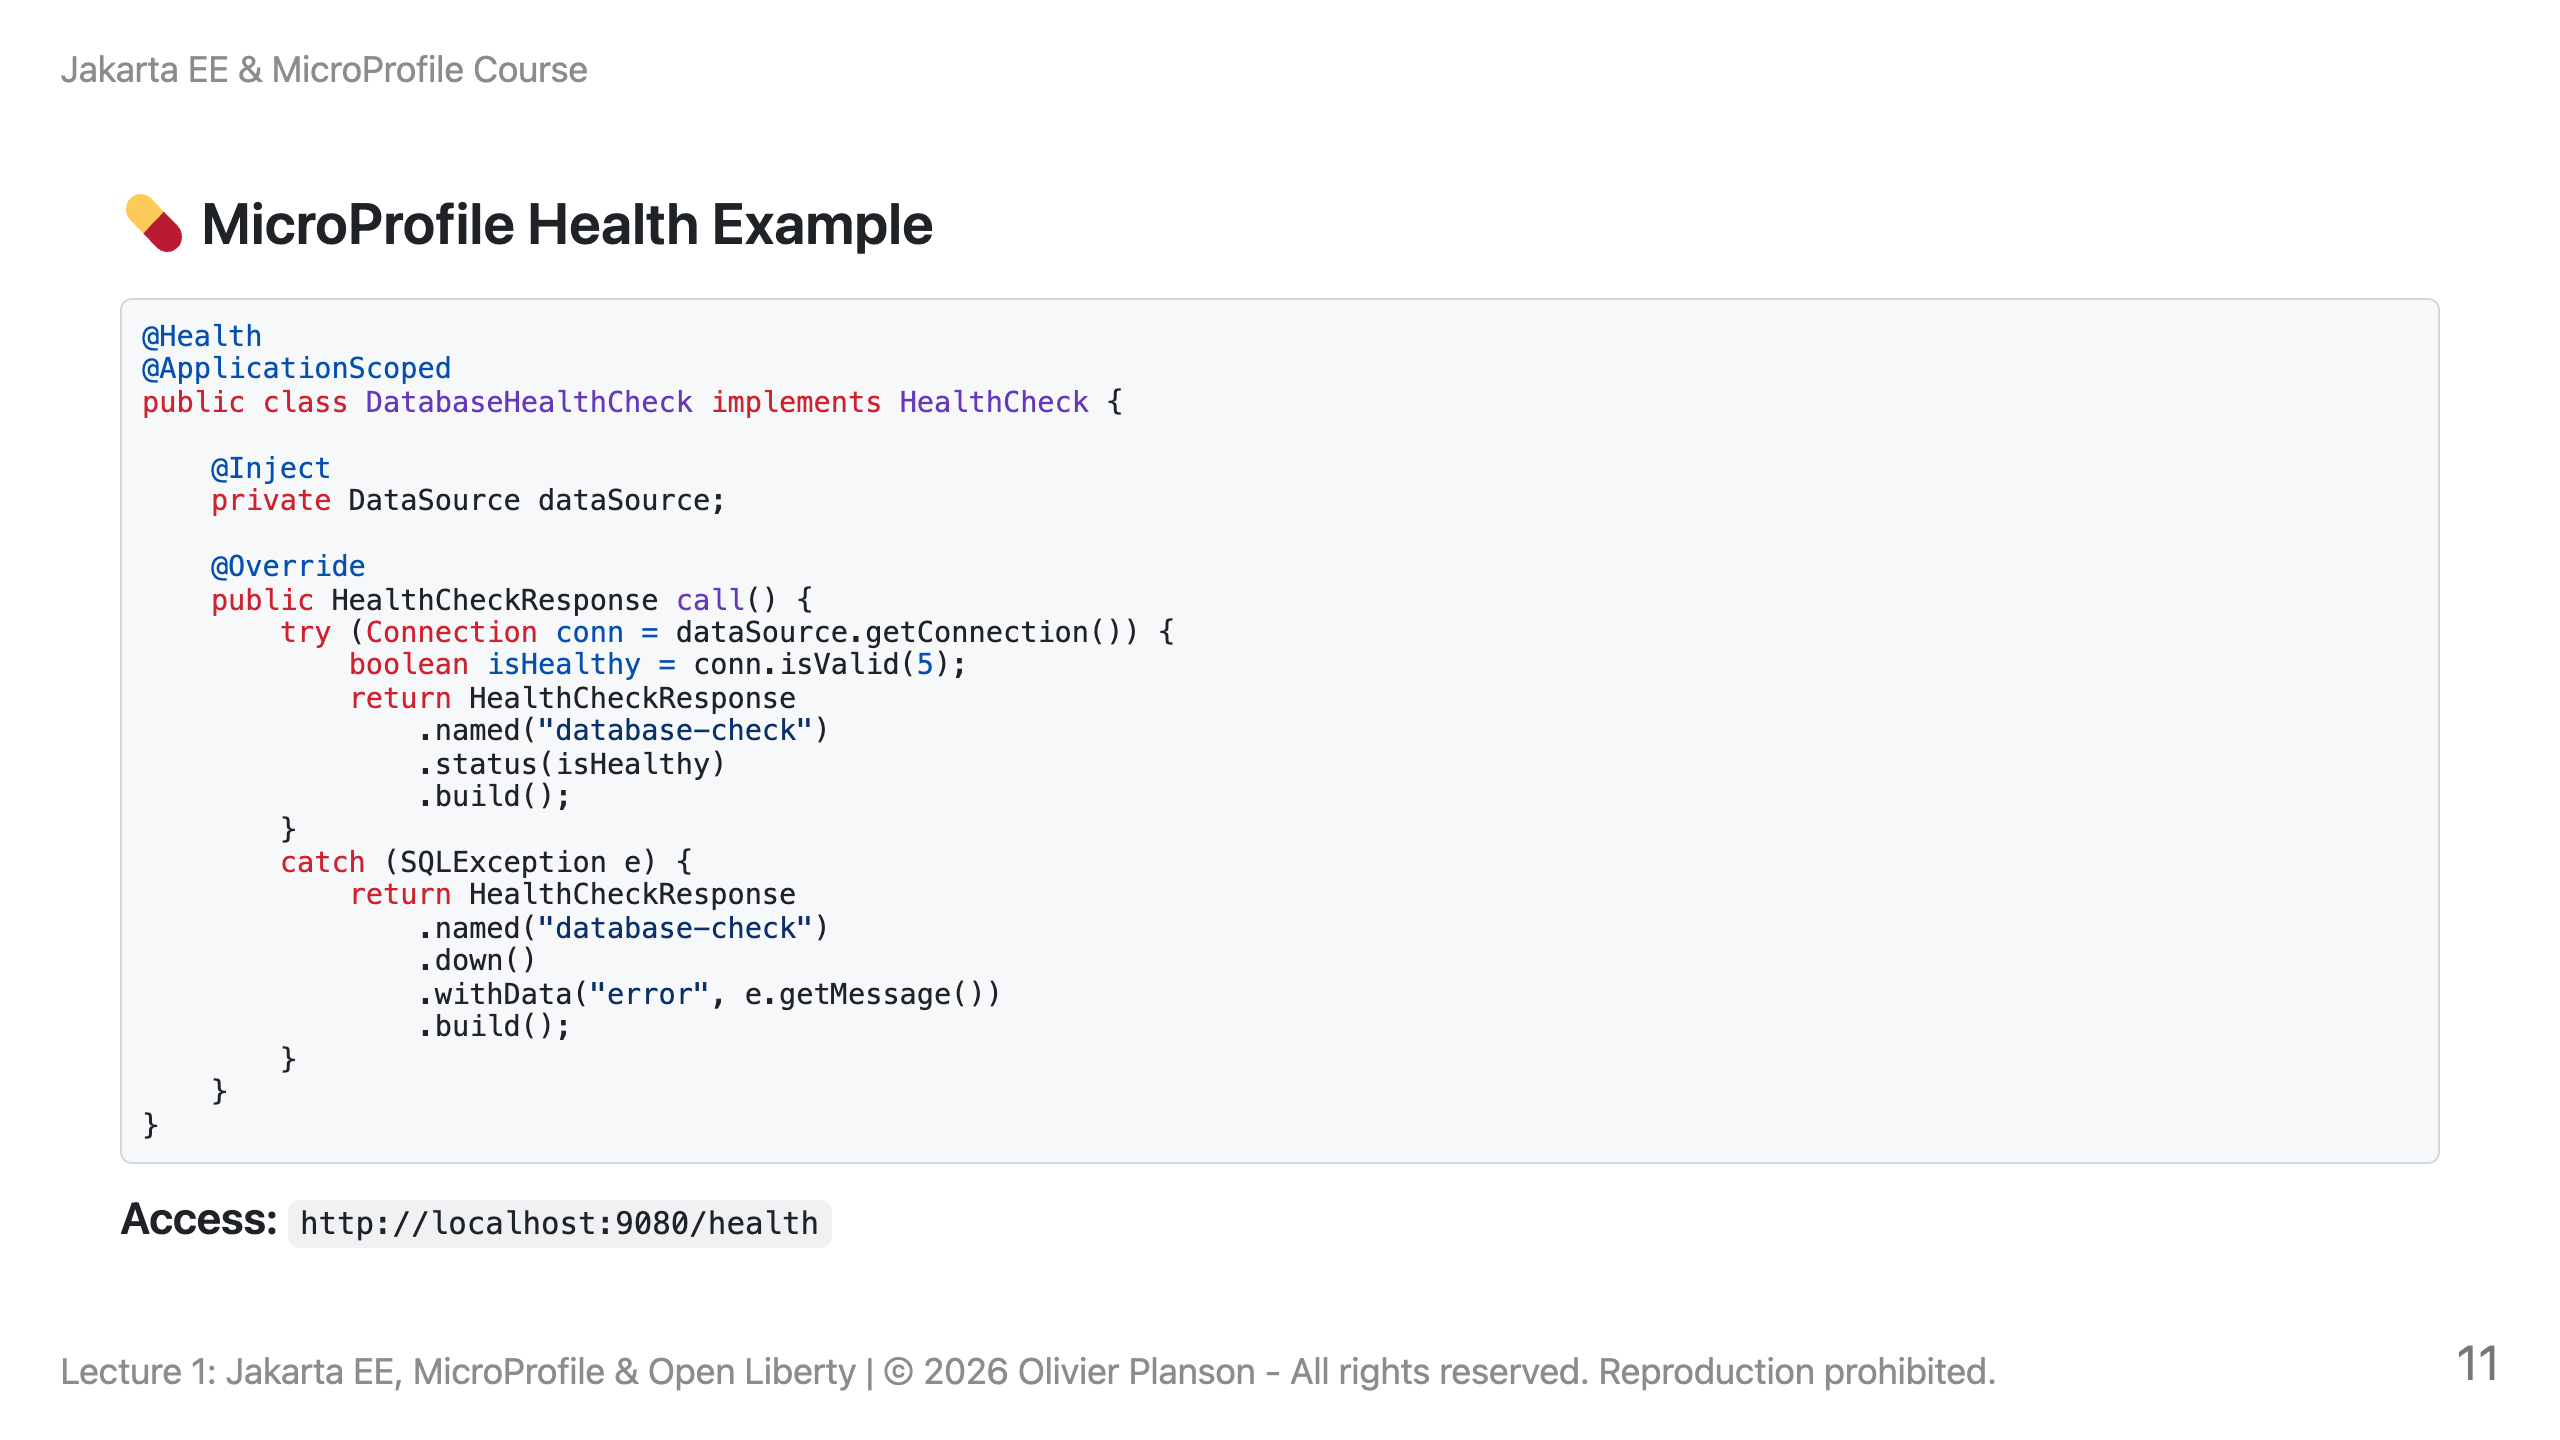 Jakarta EE & MicroProfile Course
💊 MicroProfile Health Example
@Health
@ApplicationScoped
public class DatabaseHealthCheck implements HealthCheck {

    @Inject
    private DataSource dataSource;

    @Override
    public HealthCheckResponse call() {
        try (Connection conn = dataSource.getConnection()) {
            boolean isHealthy = conn.isValid(5);
            return HealthCheckResponse
                .named("database-check")
                .status(isHealthy)
                .build();
        }
        catch (SQLException e) {
            return HealthCheckResponse
                .named("database-check")
                .down()
                .withData("error", e.getMessage())
                .build();
        }
    }
}
Access: http://localhost:9080/health
Lecture 1: Jakarta EE, MicroProfile & Open Liberty | © 2026 Olivier Planson - All rights reserved. Reproduction prohibited.
11